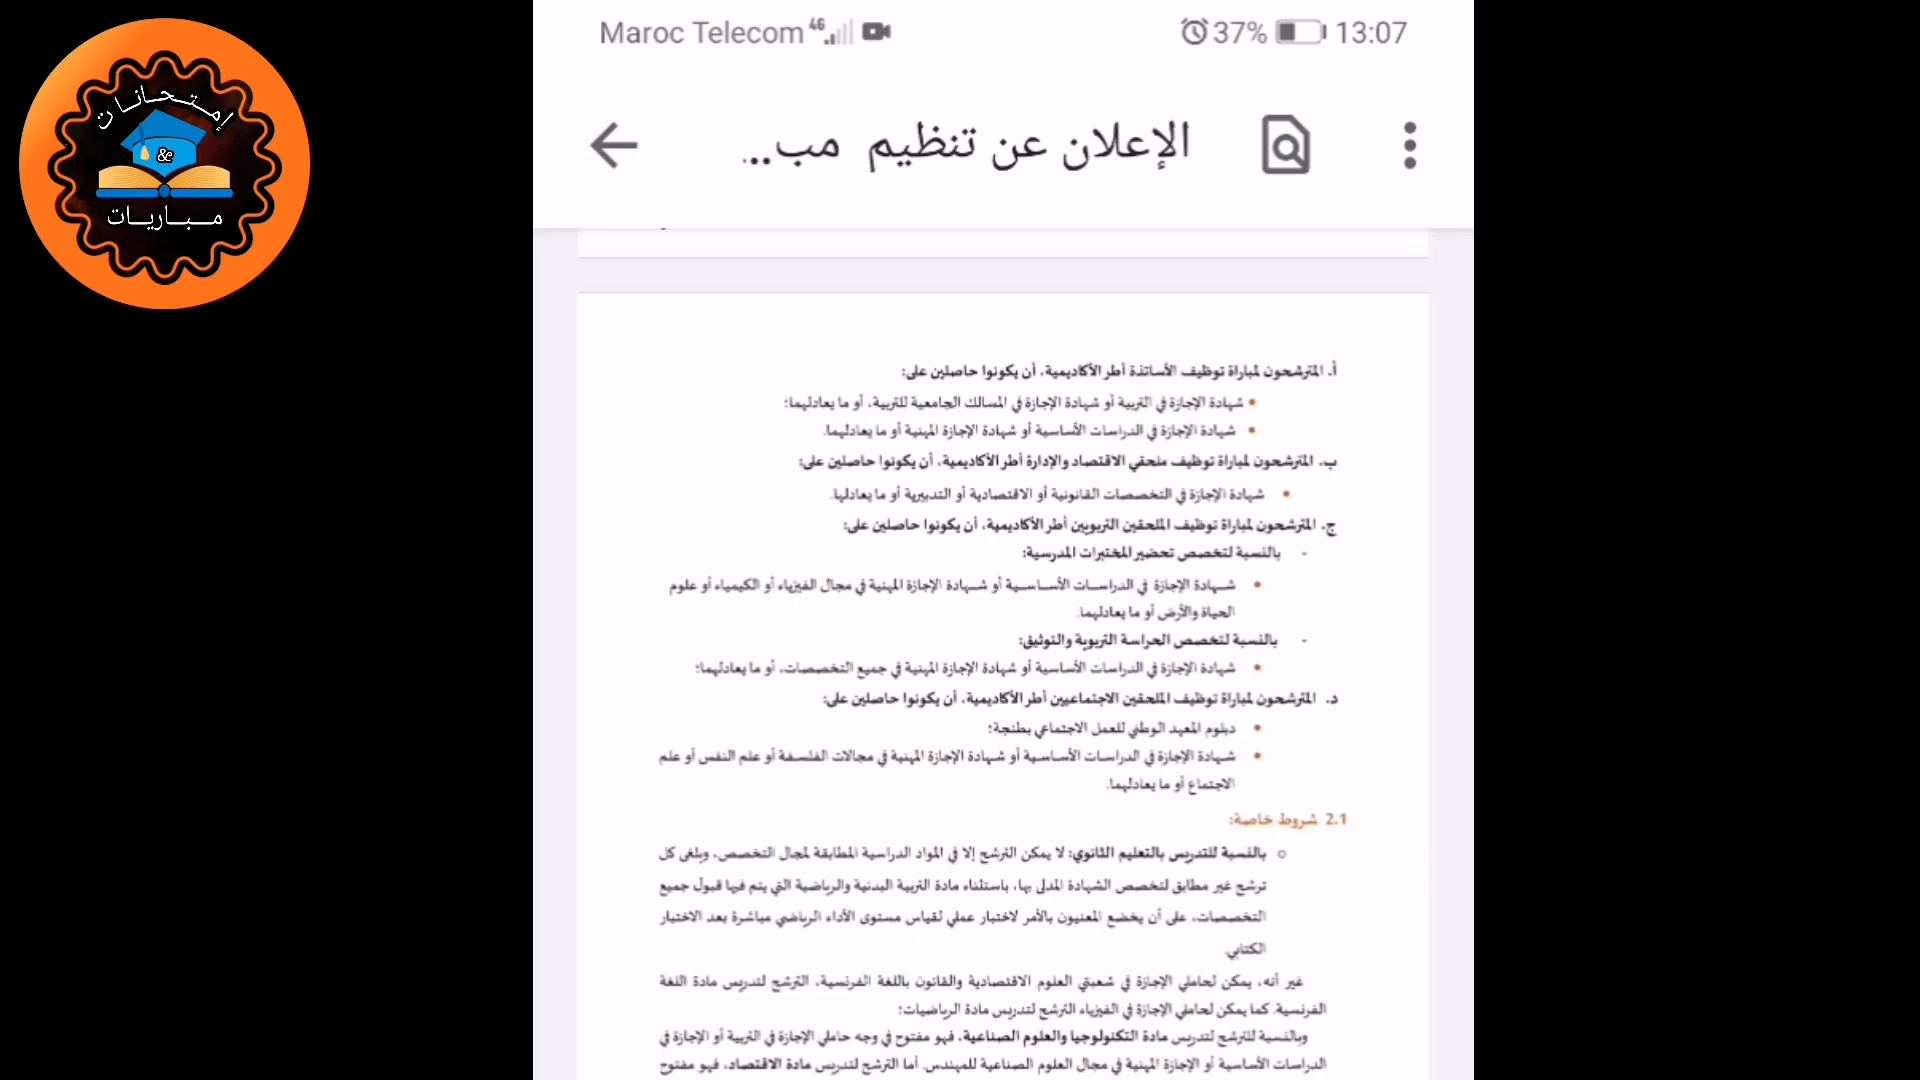 إمـتـحـانـات
&
مـبـاريـات
Maroc Telecom 4G 37% 13:07
الإعلان عن تنظيم مب...
أ. المترشحون لمباراة توظيف الأساتذة أطر الأكاديمية، أن يكونوا حاصلين على:
• شهادة الإجازة في التربية أو شهادة الإجازة في المسالك الجامعية للتربية، أو ما يعادلهما؛
• شهادة الإجازة في الدراسات الأساسية أو شهادة الإجازة المهنية أو ما يعادلهما.
ب. المترشحون لمباراة توظيف ملحقي الاقتصاد والإدارة أطر الأكاديمية، أن يكونوا حاصلين على:
• شهادة الإجازة في التخصصات القانونية أو الاقتصادية أو التدبيرية أو ما يعادلها.
ج. المترشحون لمباراة توظيف الملحقين التربويين أطر الأكاديمية، أن يكونوا حاصلين على:
- بالنسبة لتخصص تحضير المختبرات المدرسية:
• شهادة الإجازة في الدراسات الأساسية أو شهادة الإجازة المهنية في مجال الفيزياء أو الكيمياء أو علوم
الحياة والأرض أو ما يعادلهما.
- بالنسبة لتخصص الحراسة التربوية والتوثيق:
• شهادة الإجازة في الدراسات الأساسية أو شهادة الإجازة المهنية في جميع التخصصات، أو ما يعادلهما؛
د. المترشحون لمباراة توظيف الملحقين الاجتماعيين أطر الأكاديمية، أن يكونوا حاصلين على:
• دبلوم المعهد الوطني للعمل الاجتماعي بطنجة؛
• شهادة الإجازة في الدراسات الأساسية أو شهادة الإجازة المهنية في مجالات الفلسفة أو علم النفس أو علم
الاجتماع أو ما يعادلهما.
2.1 شروط خاصة:
○ بالنسبة للتدريس بالتعليم الثانوي: لا يمكن الترشح إلا في المواد الدراسية المطابقة لمجال التخصص، ويلغى كل
ترشح غير مطابق لتخصص الشهادة المدلى بها، باستثناء مادة التربية البدنية والرياضية التي يتم فيها قبول جميع
التخصصات، على أن يخضع المعنيون بالأمر لاختبار عملي لقياس مستوى الأداء الرياضي مباشرة بعد الاختبار
الكتابي.
غير أنه، يمكن لحاملي الإجازة في شعبتي العلوم الاقتصادية والقانون باللغة الفرنسية، الترشح لتدريس مادة اللغة
الفرنسية. كما يمكن لحاملي الإجازة في الفيزياء الترشح لتدريس مادة الرياضيات؛
وبالنسبة للترشح لتدريس مادة التكنولوجيا والعلوم الصناعية، فهو مفتوح في وجه حاملي الإجازة في التربية أو الإجازة في
الدراسات الأساسية أو الإجازة المهنية في مجال العلوم الصناعية للمهندس. أما الترشح لتدريس مادة الاقتصاد، فهو مفتوح